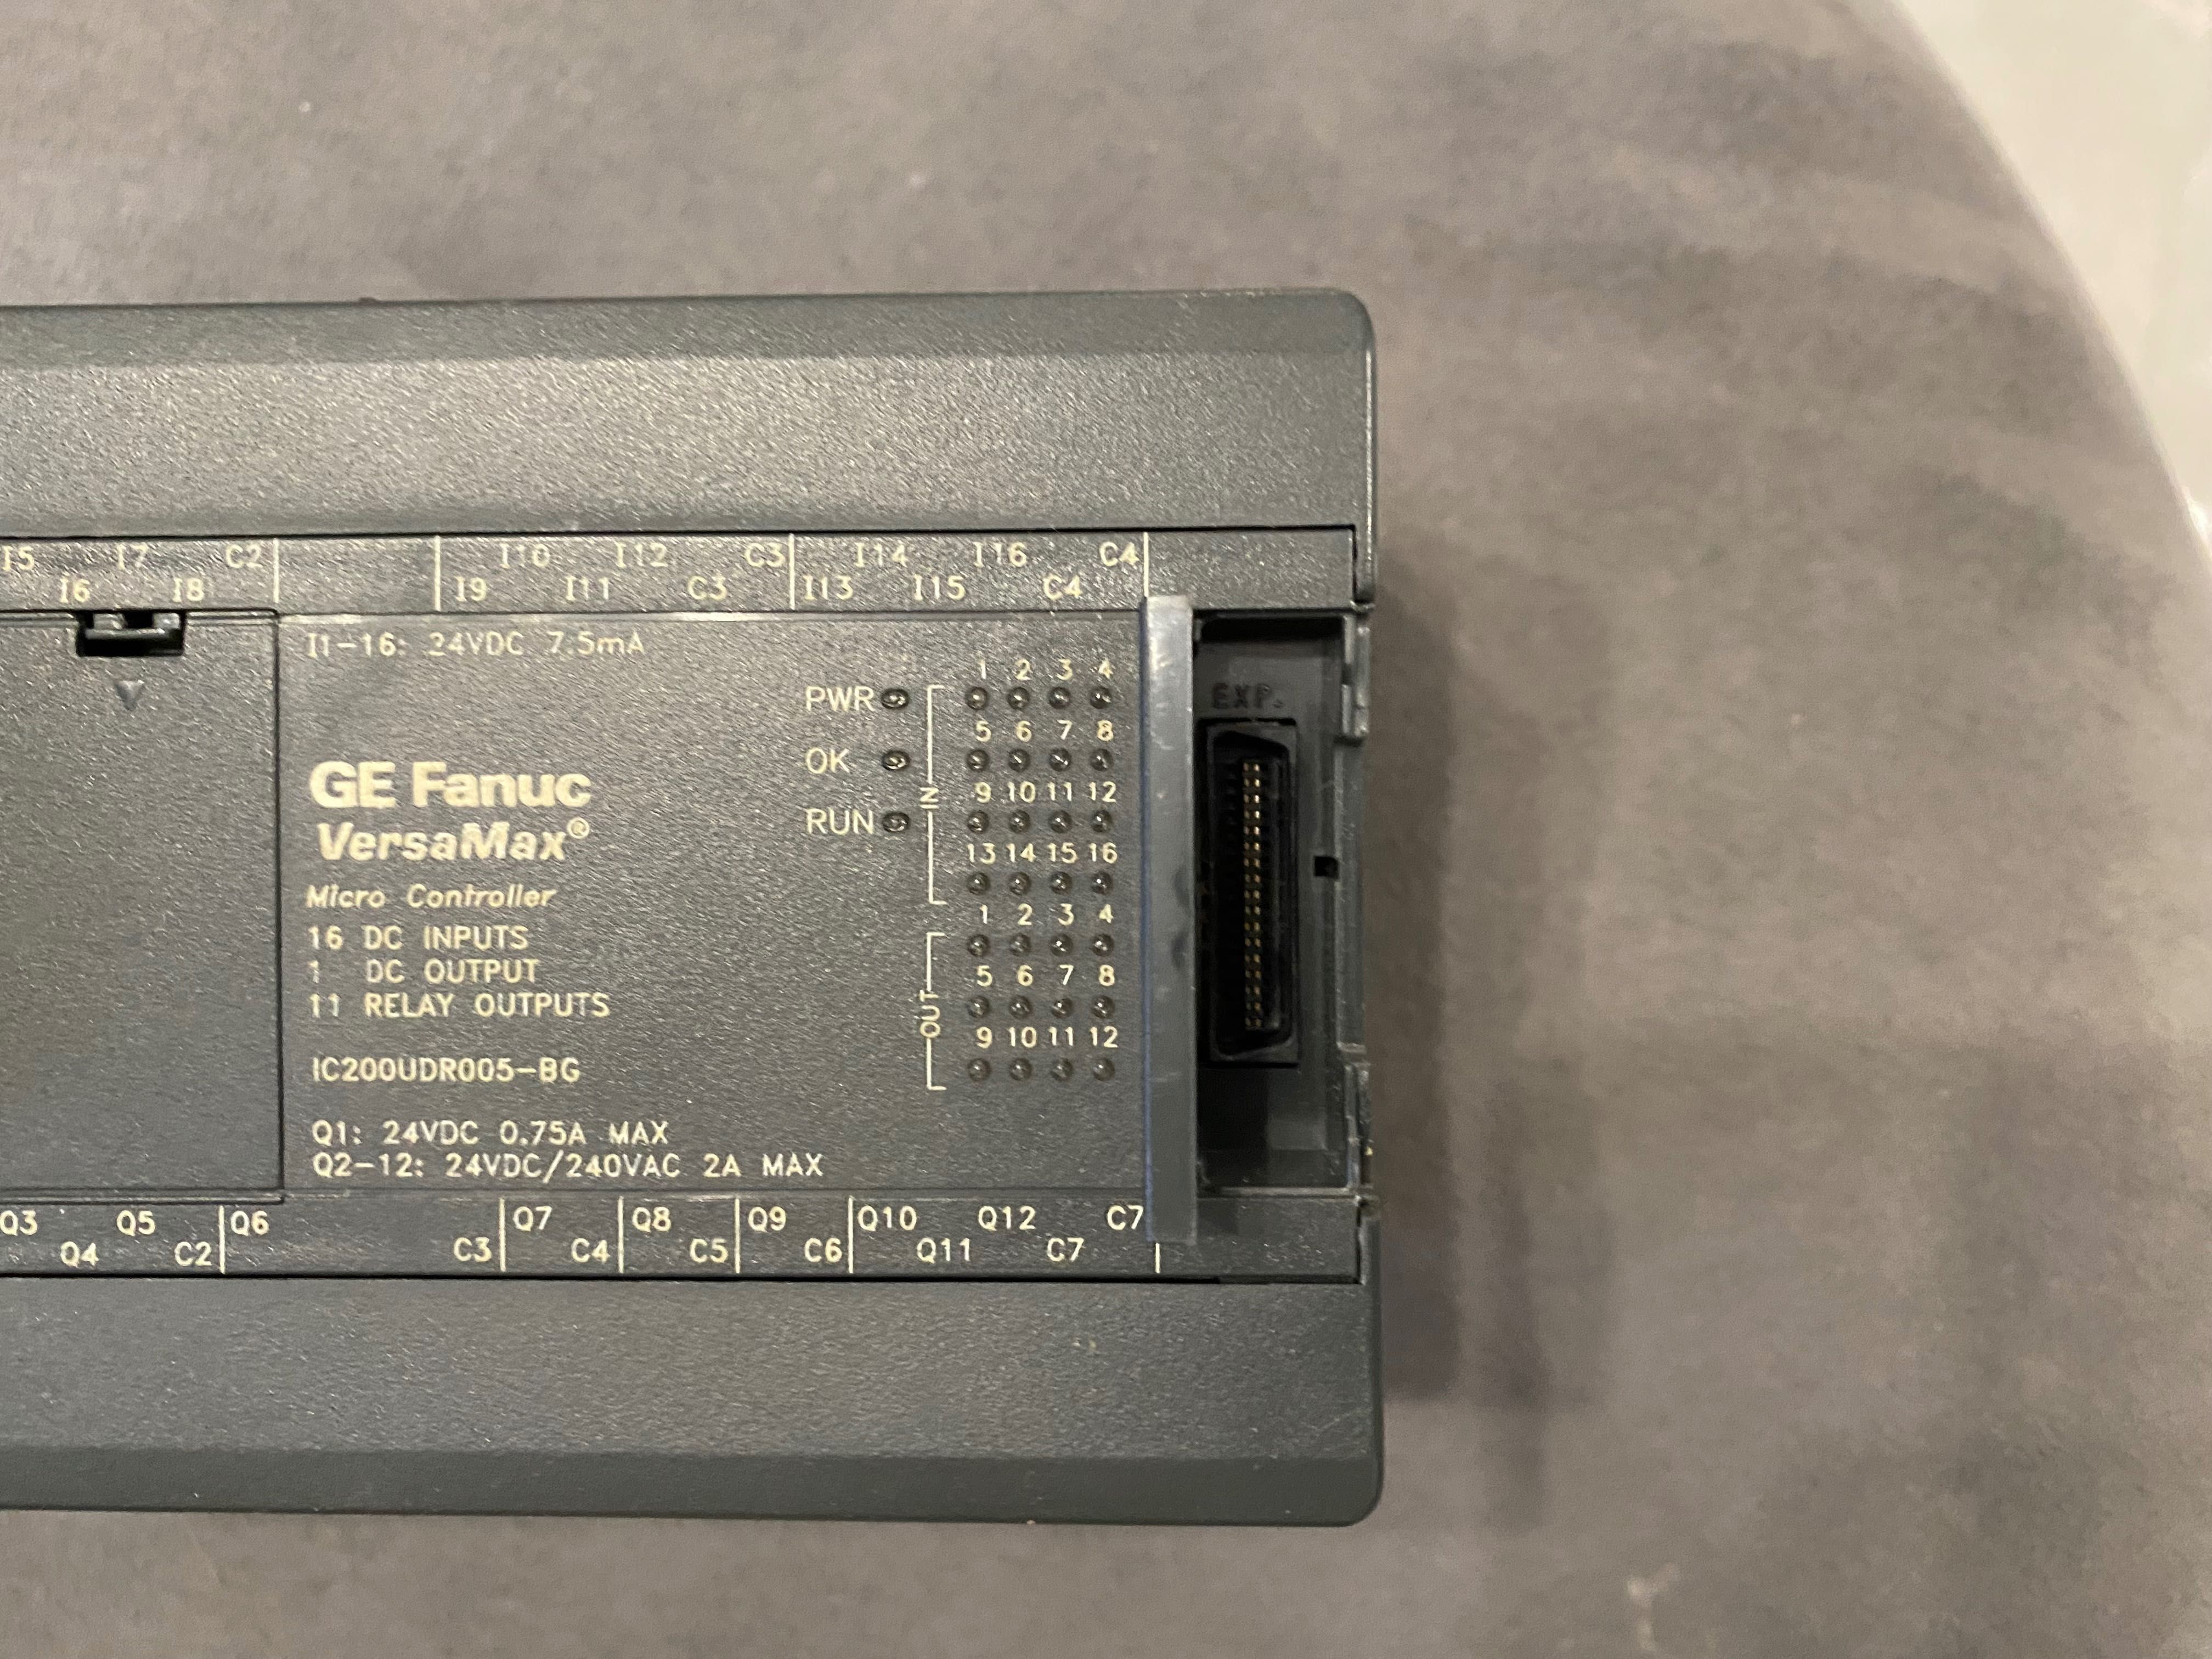 I5 I7 C2 I10 I12 C3 I14 I16 C4
I6 I8 I9 I11 C3 I13 I15 C4
I1-16: 24VDC 7.5mA
1 2 3 4
PWR
EXP.
5 6 7 8
OK
9 10 11 12
IN
RUN
13 14 15 16
GE Fanuc
VersaMax®
Micro Controller
16 DC INPUTS
1 DC OUTPUT
11 RELAY OUTPUTS
1 2 3 4
5 6 7 8
OUT
9 10 11 12
IC200UDR005-BG
Q1: 24VDC 0.75A MAX
Q2-12: 24VDC/240VAC 2A MAX
Q3 Q5 Q6 Q7 Q8 Q9 Q10 Q12 C7
Q4 C2 C3 C4 C5 C6 Q11 C7